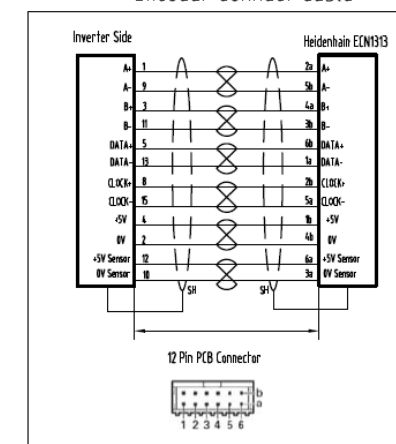 Inverter Side
Heidenhain ECN1313
A+ 1 2a A+
A- 9 5b A-
B+ 3 4a B+
B- 11 3b B-
DATA+ 5 6b DATA+
DATA- 13 1a DATA-
CLOCK+ 8 2b CLOCK+
CLOCK- 15 5a CLOCK-
+5V 4 1b +5V
0V 2 4b 0V
+5V Sensor 12 6a +5V Sensor
0V Sensor 10 3a 0V Sensor
SH SH
12 Pin PCB Connector
b
a
1 2 3 4 5 6